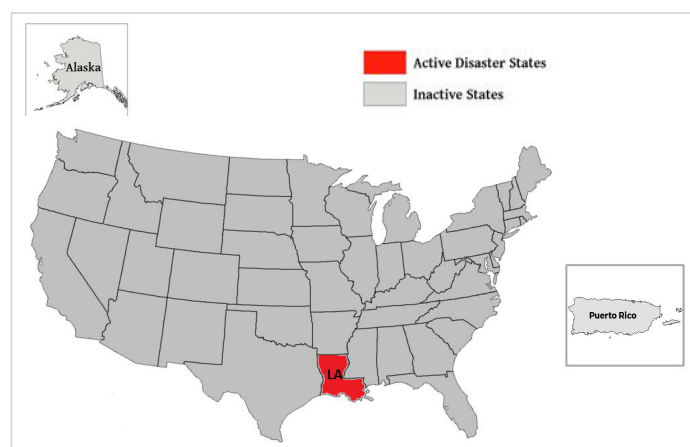 Alaska
Active Disaster States
Inactive States
Puerto Rico
LA